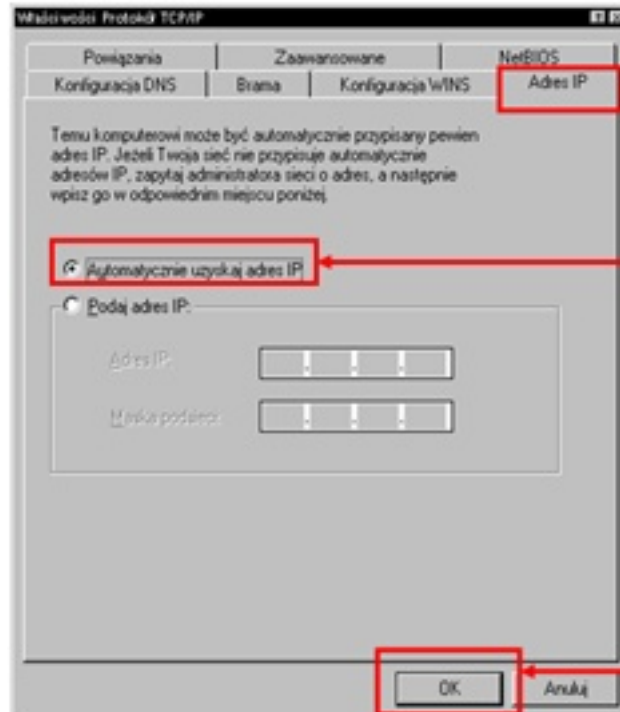 Właściwości Protokół TCP/IP
Powiązania Zaawansowane NetBIOS
Konfiguracja DNS Brama Konfiguracja WINS Adres IP
Temu komputerowi może być automatycznie przypisany pewien
adres IP. Jeżeli Twoja sieć nie przypisuje automatycznie
adresów IP, zapytaj administratora sieci o adres, a następnie
wpisz go w odpowiednim miejscu poniżej.
Automatycznie uzyskaj adres IP
Podaj adres IP:
Adres IP:
Maska podsieci:
OK Anuluj